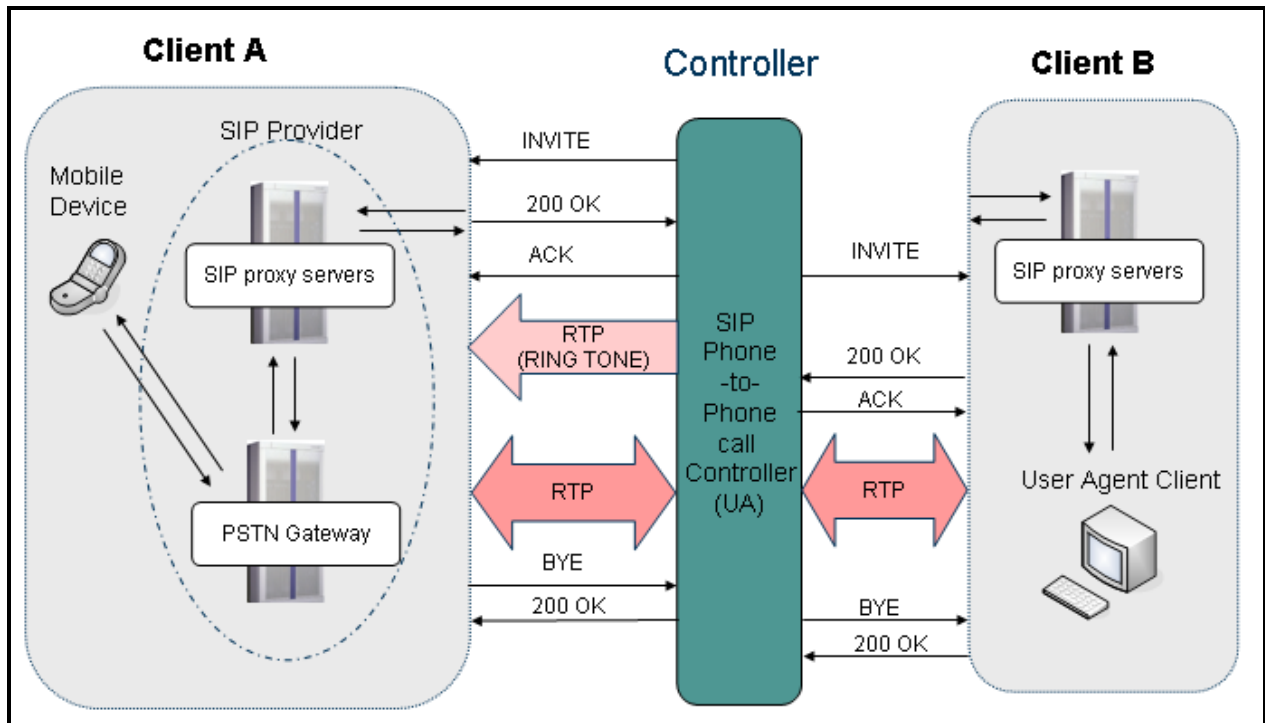 Client A
Controller
Client B
SIP Provider
Mobile
Device
SIP proxy servers
PSTN Gateway
INVITE
200 OK
ACK
RTP
(RING TONE)
RTP
BYE
200 OK
SIP
Phone
-to-
Phone
call
Controller
(UA)
INVITE
200 OK
ACK
RTP
BYE
200 OK
SIP proxy servers
User Agent Client